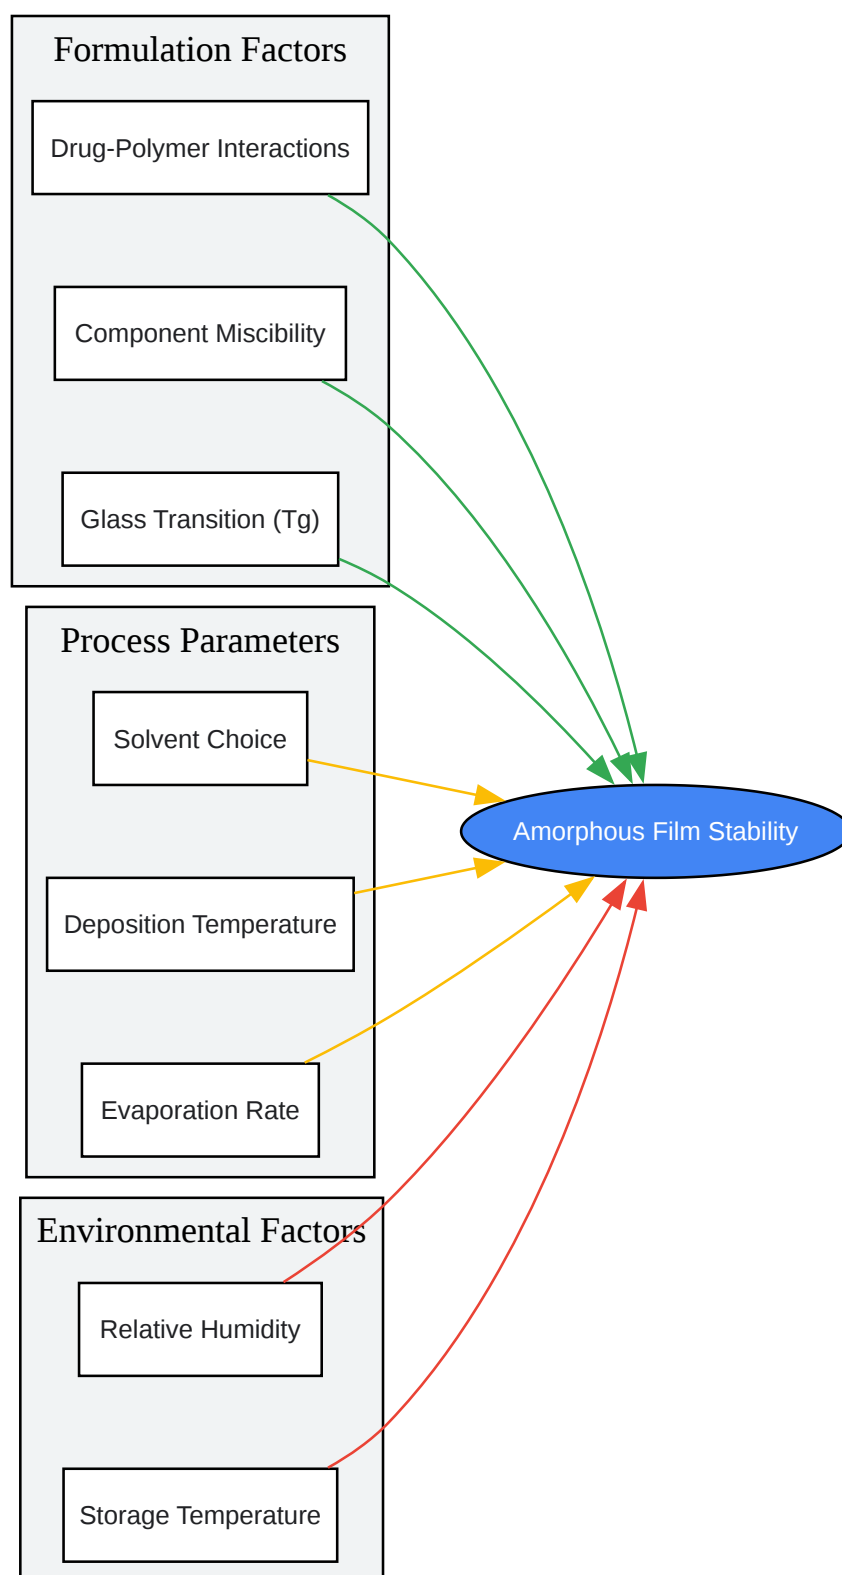 Formulation Factors
Drug-Polymer Interactions
Component Miscibility
Glass Transition (Tg)
Process Parameters
Solvent Choice
Deposition Temperature
Evaporation Rate
Amorphous Film Stability
Environmental Factors
Relative Humidity
Storage Temperature